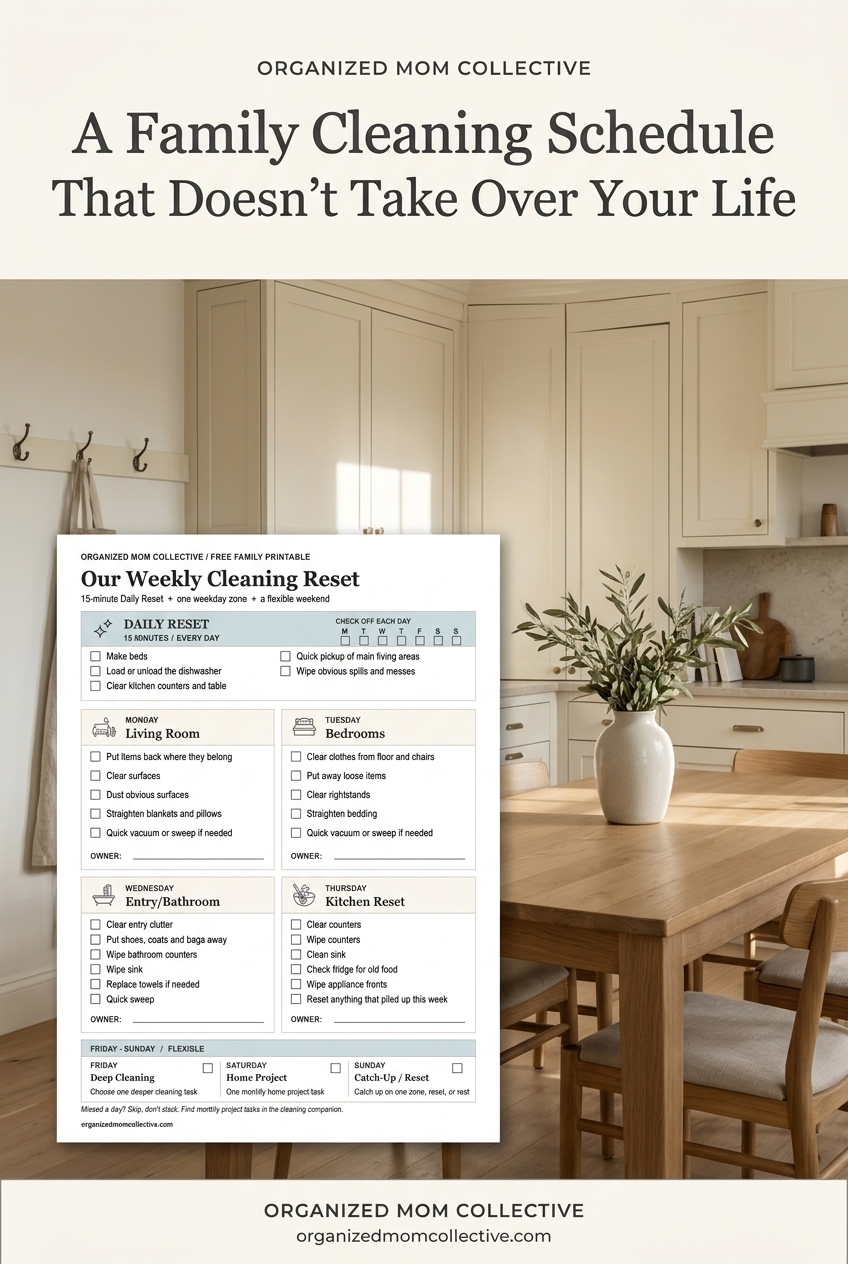 ORGANIZED MOM COLLECTIVE
A Family Cleaning Schedule
That Doesn’t Take Over Your Life
ORGANIZED MOM COLLECTIVE / FREE FAMILY PRINTABLE
Our Weekly Cleaning Reset
15-minute Daily Reset + one weekday zone + a flexible weekend
DAILY RESET
15 MINUTES / EVERY DAY
CHECK OFF EACH DAY
M T W T F S S
Make beds
Load or unload the dishwasher
Clear kitchen counters and table
Quick pickup of main fiving areas
Wipe obvious spills and messes
MONDAY
Living Room
Put Items back where they belong
Clear surfaces
Dust obvious surfaces
Straighten blankats and pillows
Quick vacuum or sweep if needed
OWNER:
TUESDAY
Bedrooms
Clear clothes from floor and chairs
Put away loose items
Clear rightstands
Straighten bedding
Quick vacuum or sweep if needed
OWNER:
WEDNESDAY
Entry/Bathroom
Clear entry clutter
Put shoes, coats and baga away
Wipe bathroom counters
Wipe sink
Replace towels if needed
Quick sweep
OWNER:
THURSDAY
Kitchen Reset
Clear counters
Wipe counters
Clean sink
Check fridge for old food
Wipe appliance fronts
Reset anything that piled up this week
OWNER:
FRIDAY - SUNDAY / FLEXISLE
FRIDAY
Deep Cleaning
Choose one deeper cleaning task
SATURDAY
Home Project
One monlily home project task
SUNDAY
Catch-Up / Reset
Catch up on one zone, reset, or rest
Miesed a day? Skip, don't stack. Find morttily project tasks in the cleaning companion.
organizedmomcollectiva.com
ORGANIZED MOM COLLECTIVE
organizedmomcollective.com